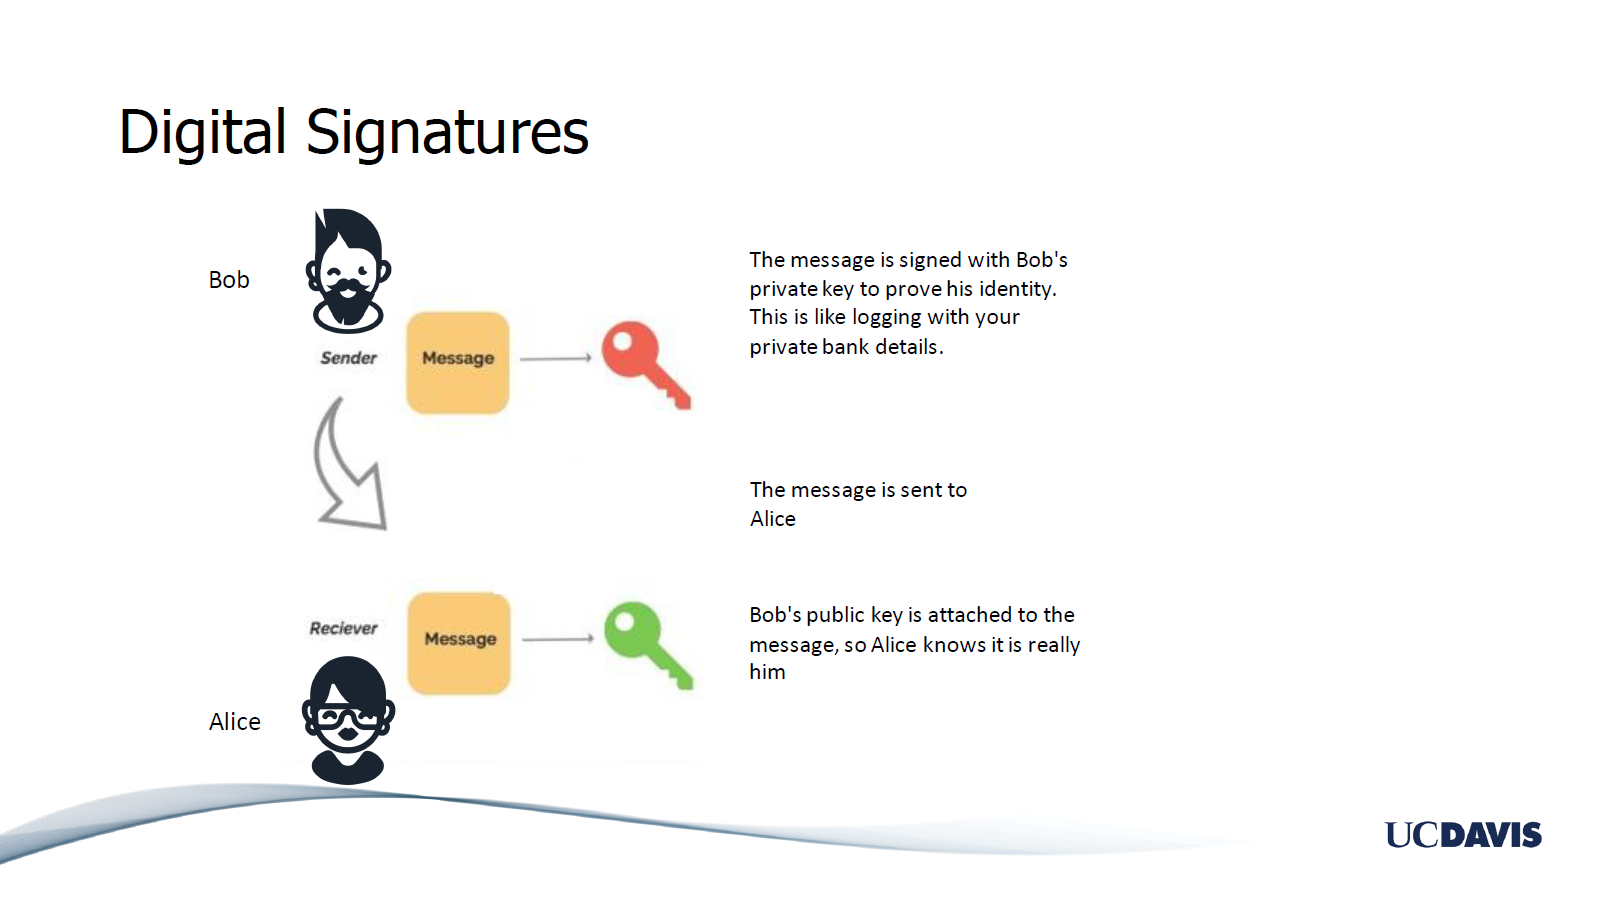 Digital Signatures
Bob
Sender
Message
The message is signed with Bob's
private key to prove his identity.
This is like logging with your
private bank details.
The message is sent to
Alice
Reciever
Message
Bob's public key is attached to the
message, so Alice knows it is really
him
Alice
UCDAVIS